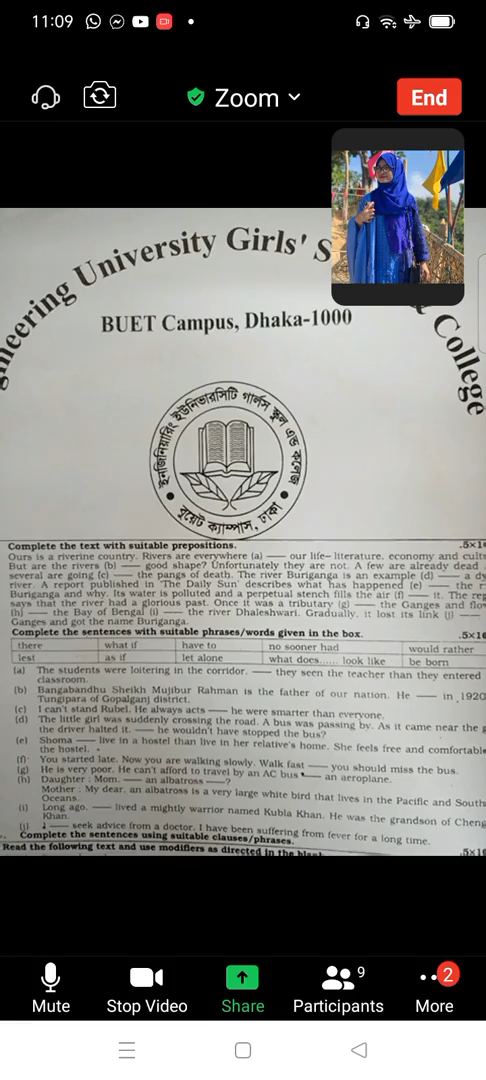 11:09
Zoom
End
neering University Girls' S & College
BUET Campus, Dhaka-1000
ইনজিনিয়ারিং ইউনিভারসিটি গার্লস স্কুল এন্ড কলেজ
বুয়েট ক্যাম্পাস, ঢাকা
Complete the text with suitable prepositions. .5×1
Ours is a riverine country. Rivers are everywhere (a) — our life– literature, economy and cult
But are the rivers (b) — good shape? Unfortunately they are not. A few are already dead
several are going (c) — the pangs of death. The river Buriganga is an example (d) — a d
river. A report published in 'The Daily Sun' describes what has happened (e) — the r
Buriganga and why. Its water is polluted and a perpetual stench fills the air (f) — it. The rep
says that the river had a glorious past. Once it was a tributary (g) — the Ganges and flo
(h) — the Bay of Bengal (i) — the river Dhaleshwari. Gradually, it lost its link (j) —
Ganges and got the name Buriganga.
Complete the sentences with suitable phrases/words given in the box. .5×1
there what if have to no sooner had would rather
lest as if let alone what does...... look like be born
(a) The students were loitering in the corridor. — they seen the teacher than they entered
classroom.
(b) Bangabandhu Sheikh Mujibur Rahman is the father of our nation. He — in 1920
Tungipara of Gopalganj district.
(c) I can't stand Rubel. He always acts — he were smarter than everyone.
(d) The little girl was suddenly crossing the road. A bus was passing by. As it came near the g
the driver halted it. — he wouldn't have stopped the bus?
(e) Shoma — live in a hostel than live in her relative's home. She feels free and comfortable
the hostel.
(f) You started late. Now you are walking slowly. Walk fast — you should miss the bus.
(g) He is very poor. He can't afford to travel by an AC bus — an aeroplane.
(h) Daughter : Mom, — an albatross —?
Mother : My dear, an albatross is a very large white bird that lives in the Pacific and South
Oceans.
(i) Long ago, — lived a mighty warrior named Kubla Khan. He was the grandson of Cheng
Khan.
(j) I — seek advice from a doctor. I have been suffering from fever for a long time.
Complete the sentences using suitable clauses/phrases.
Read the following text and use modifiers as directed in the blank .5×1
9
2
Mute Stop Video Share Participants More